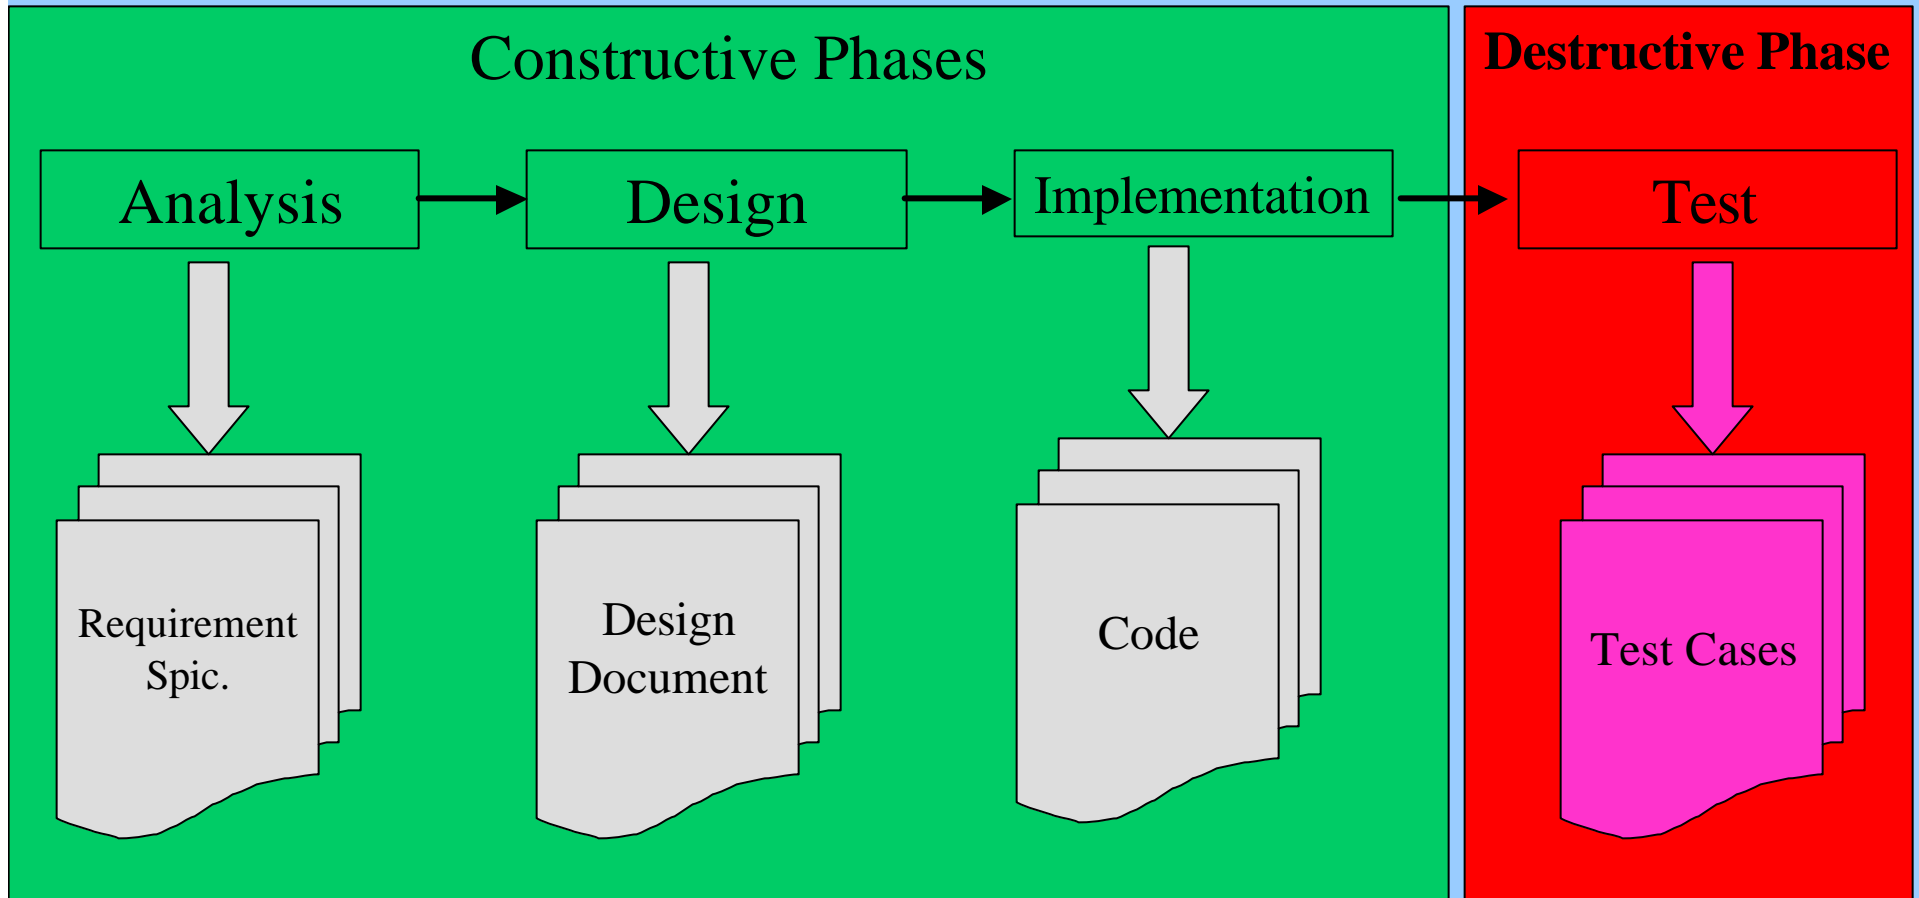 Constructive Phases
Destructive Phase
Analysis
Design
Implementation
Test
Requirement
Spic.
Design
Document
Code
Test Cases